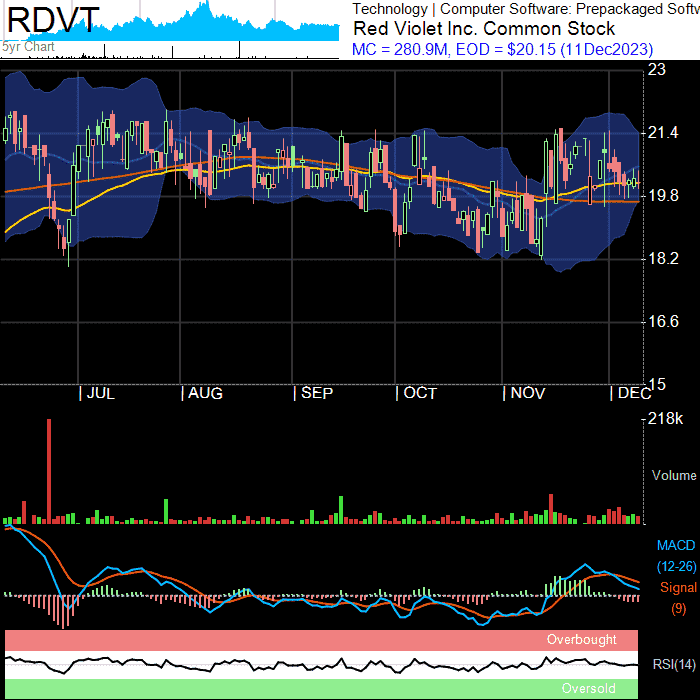 RDVT
5yr Chart
Technology | Computer Software: Prepackaged Softw
Red Violet Inc. Common Stock
MC = 280.9M, EOD = $20.15 (11Dec2023)
23
21.4
19.8
18.2
16.6
15
| JUL | AUG | SEP | OCT | NOV | DEC
218k
Volume
MACD
(12-26)
Signal
(9)
Overbought
RSI(14)
Oversold